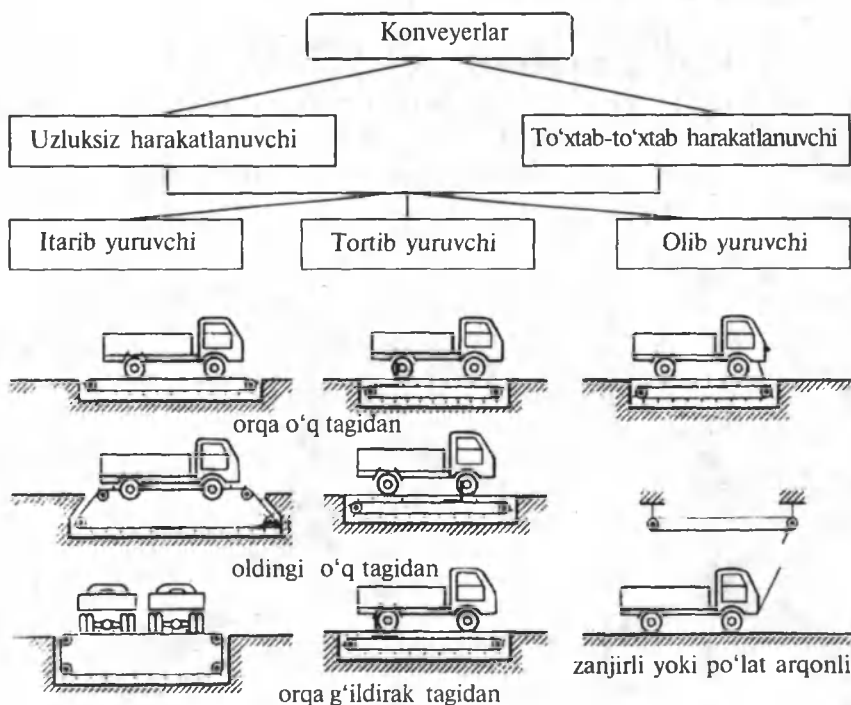 Konveyerlar
Uzluksiz harakatlanuvchi
To‘xtab-to‘xtab harakatlanuvchi
Itarib yuruvchi
Tortib yuruvchi
Olib yuruvchi
orqa o‘q tagidan
oldingi o‘q tagidan
orqa g‘ildirak tagidan
zanjirli yoki po‘lat arqonli